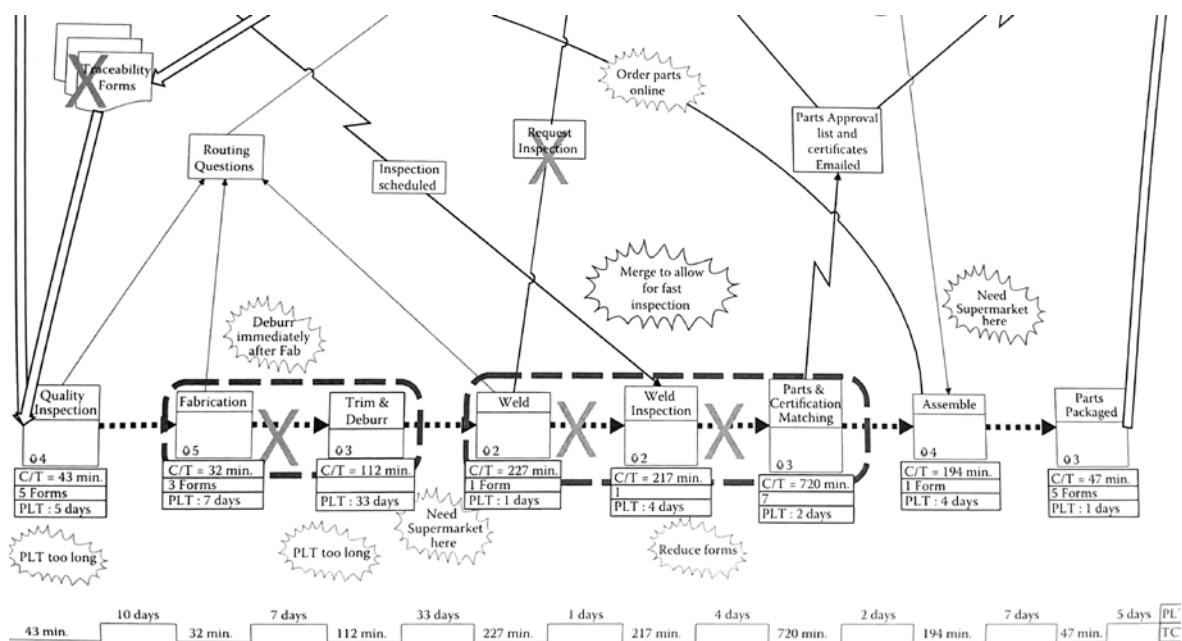 Traceability
Forms
Order parts
online
Routing
Questions
Inspection
scheduled
Request
Inspection
Parts Approval
list and
certificates
Emailed
Merge to allow
for fast
inspection
Need
Supermarket
here
Deburr
immediately
after Fab
Quality
Inspection
4
C/T = 43 min.
5 Forms
PLT : 5 days
Fabrication
5
C/T = 32 min.
3 Forms
PLT : 7 days
Trim &
Deburr
3
C/T = 112 min.
PLT : 33 days
Weld
2
C/T = 227 min.
1 Form
PLT : 1 days
Weld
Inspection
2
C/T = 217 min.
1
PLT : 4 days
Parts &
Certification
Matching
3
C/T = 720 min.
7
PLT : 2 days
Assemble
4
C/T = 194 min.
1 Form
PLT : 4 days
Parts
Packaged
3
C/T = 47 min.
5 Forms
PLT : 1 days
PLT too long
PLT too long
Need
Supermarket
here
Reduce forms
10 days 7 days 33 days 1 days 4 days 2 days 7 days 5 days PL
43 min. 32 min. 112 min. 227 min. 217 min. 720 min. 194 min. 47 min. TC